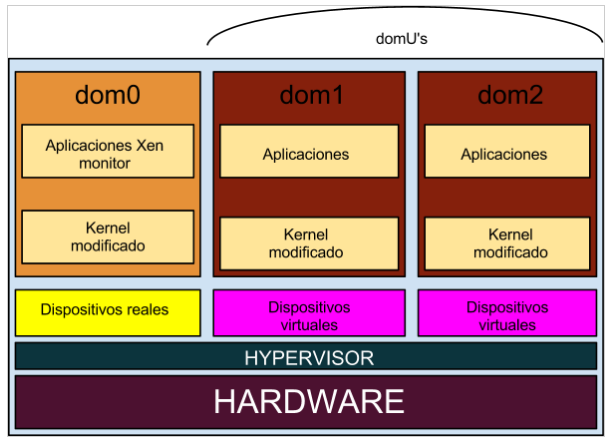 domU's
dom0
dom1
dom2
Aplicaciones Xen
monitor
Aplicaciones
Aplicaciones
Kernel
modificado
Kernel
modificado
Kernel
modificado
Dispositivos reales
Dispositivos
virtuales
Dispositivos
virtuales
HYPERVISOR
HARDWARE